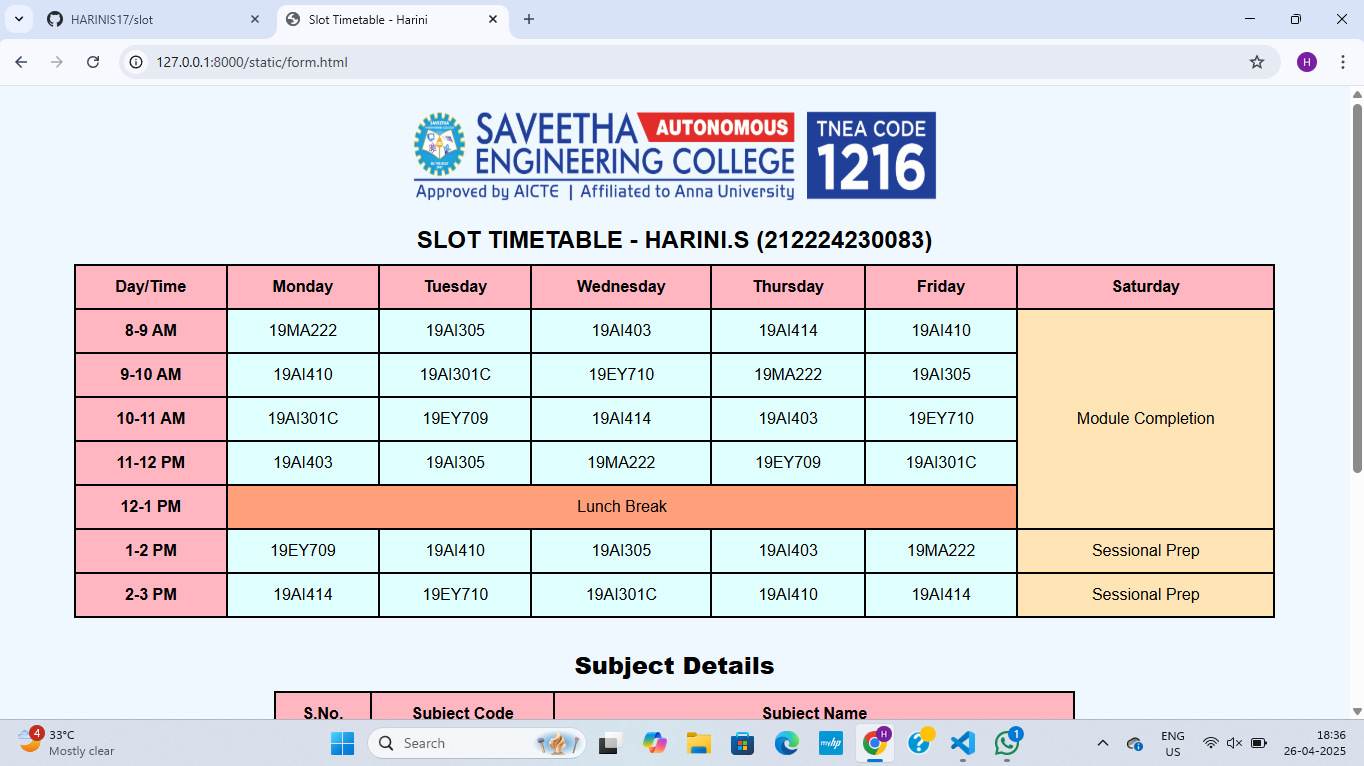 HARINIS17/slot
Slot Timetable - Harini
127.0.0.1:8000/static/form.html
H
SAVEETHA AUTONOMOUS
ENGINEERING COLLEGE
Approved by AICTE | Affiliated to Anna University
TNEA CODE
1216
SLOT TIMETABLE - HARINI.S (212224230083)
Day/Time Monday Tuesday Wednesday Thursday Friday Saturday
8-9 AM 19MA222 19AI305 19AI403 19AI414 19AI410
9-10 AM 19AI410 19AI301C 19EY710 19MA222 19AI305
10-11 AM 19AI301C 19EY709 19AI414 19AI403 19EY710 Module Completion
11-12 PM 19AI403 19AI305 19MA222 19EY709 19AI301C
12-1 PM Lunch Break
1-2 PM 19EY709 19AI410 19AI305 19AI403 19MA222 Sessional Prep
2-3 PM 19AI414 19EY710 19AI301C 19AI410 19AI414 Sessional Prep
Subject Details
S.No. Subject Code Subject Name
4
33°C
Mostly clear
Search
myhp
H
1
ENG
US
18:36
26-04-2025